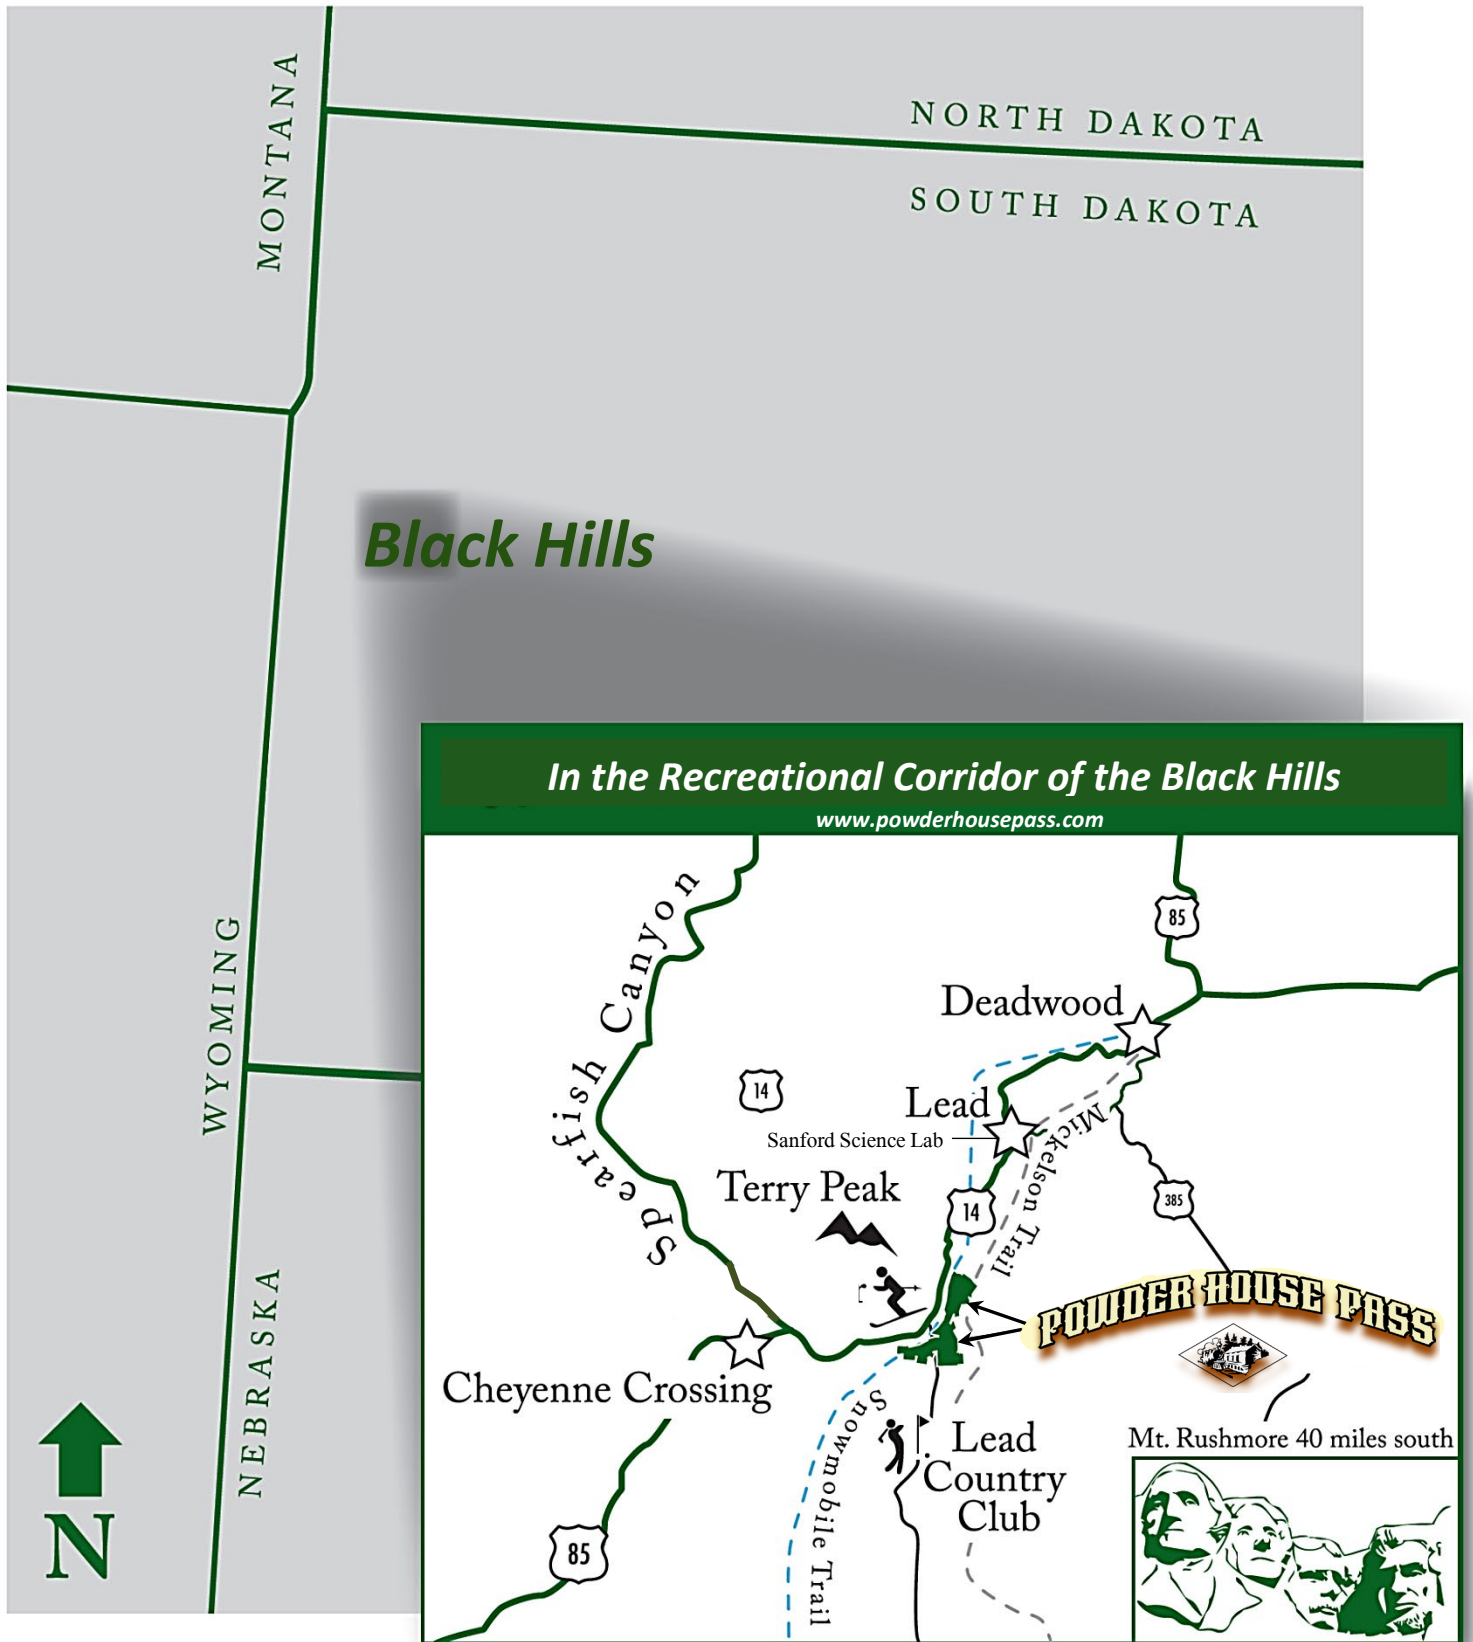 MONTANA
NORTH DAKOTA
SOUTH DAKOTA
Black Hills
WYOMING
NEBRASKA
N
In the Recreational Corridor of the Black Hills
www.powderhousepass.com
Spearfish Canyon
85
Deadwood
14
Lead
Sanford Science Lab
Mickelson Trail
Terry Peak
14
385
POWDER HOUSE PASS
Cheyenne Crossing
Snowmobile Trail
Lead
Country
Club
Mt. Rushmore 40 miles south
85